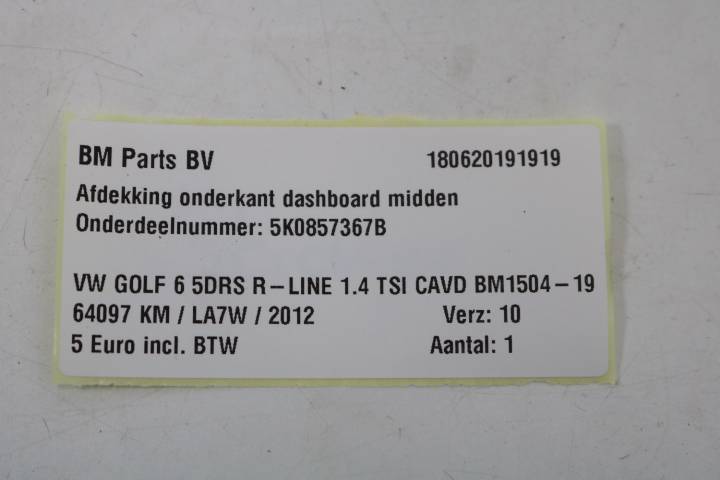 BM Parts BV 180620191919
Afdekking onderkant dashboard midden
Onderdeelnummer: 5K0857367B
VW GOLF 6 5DRS R-LINE 1.4 TSI CAVD BM1504-19
64097 KM / LA7W / 2012 Verz: 10
5 Euro incl. BTW Aantal: 1